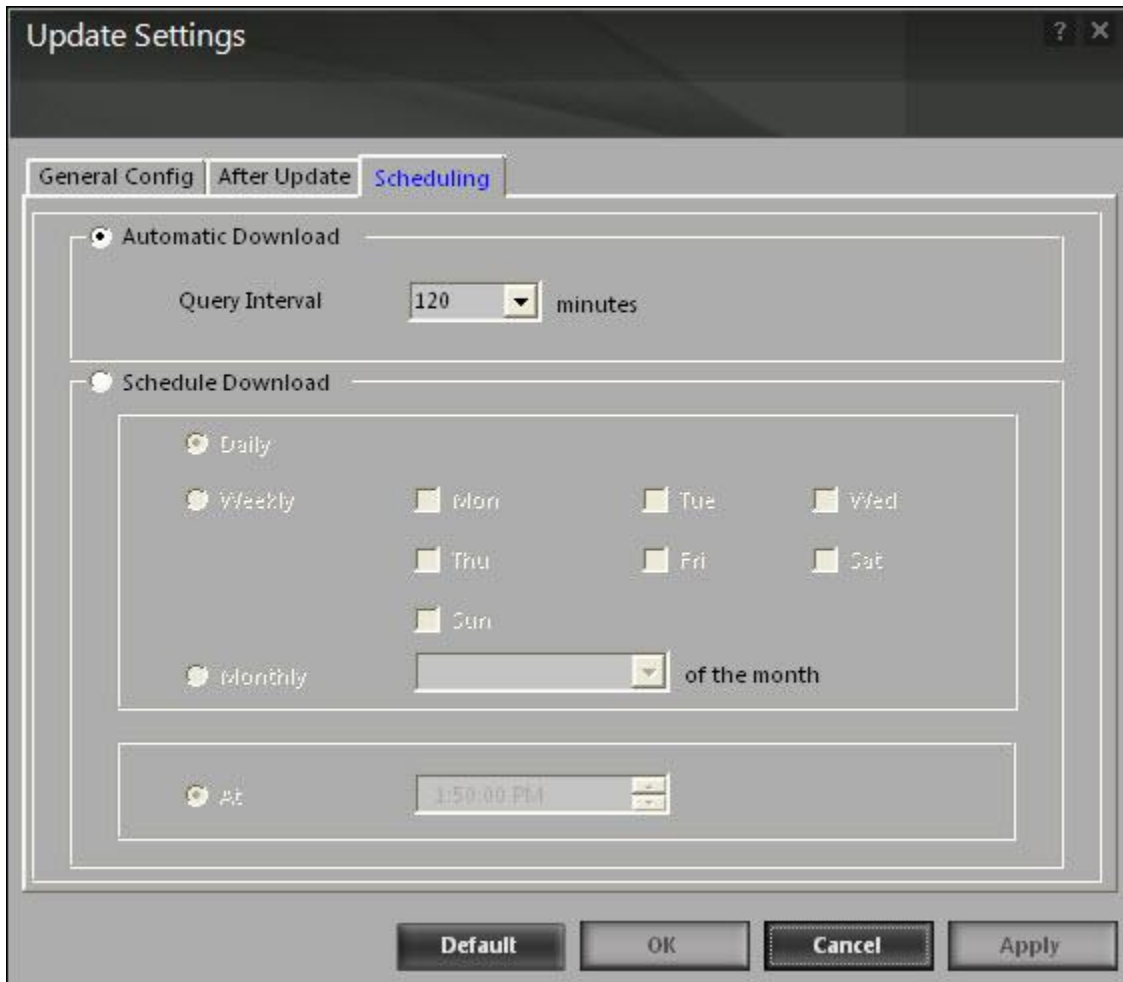 Update Settings
? X
General Config After Update Scheduling
Automatic Download
Query Interval 120 minutes
Schedule Download
Daily
Weekly Mon Tue Wed
Thu Fri Sat
Sun
Monthly of the month
At 1:50:00 PM
Default OK Cancel Apply